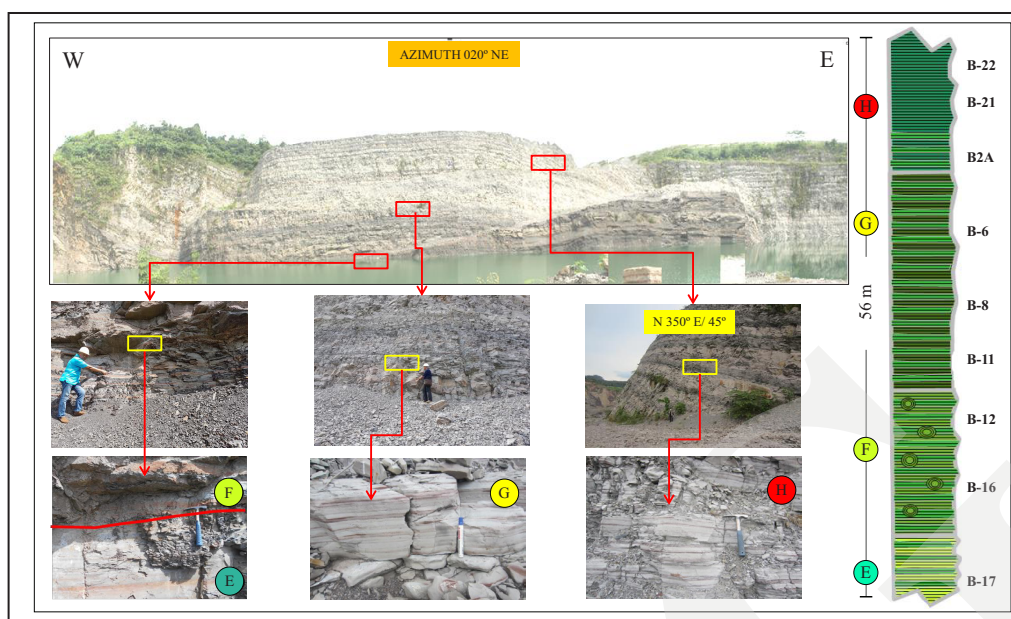 W
AZIMUTH 020º NE
E
N 350º E/ 45º
F
E
G
H
H
G
56 m
F
E
B-22
B-21
B2A
B-6
B-8
B-11
B-12
B-16
B-17